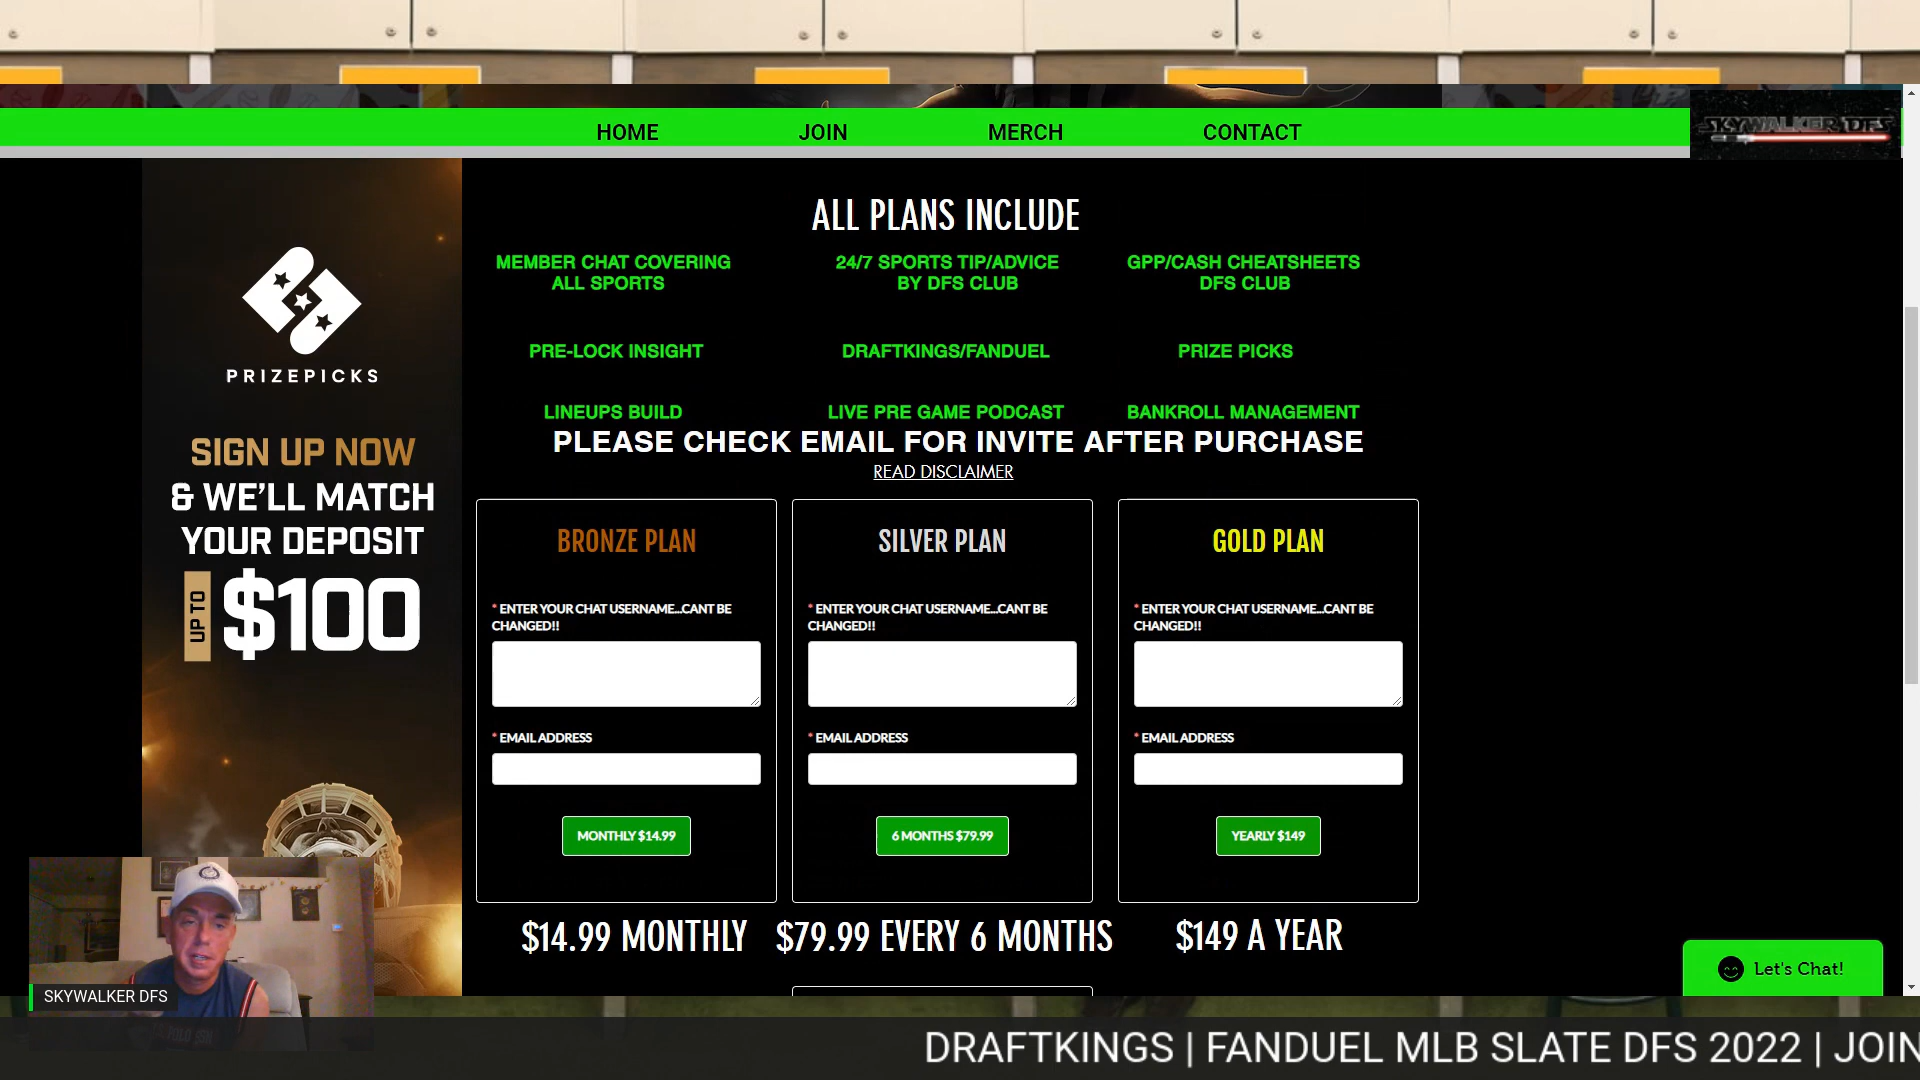 HOME JOIN MERCH CONTACT
SKYWALKER DFS
ALL PLANS INCLUDE
MEMBER CHAT COVERING
ALL SPORTS
24/7 SPORTS TIP/ADVICE
BY DFS CLUB
GPP/CASH CHEATSHEETS
DFS CLUB
PRE-LOCK INSIGHT
DRAFTKINGS/FANDUEL
PRIZE PICKS
LINEUPS BUILD
LIVE PRE GAME PODCAST
BANKROLL MANAGEMENT
PLEASE CHECK EMAIL FOR INVITE AFTER PURCHASE
READ DISCLAIMER
PRIZEPICKS
SIGN UP NOW
& WE'LL MATCH
YOUR DEPOSIT
UP TO
$100
BRONZE PLAN
* ENTER YOUR CHAT USERNAME...CANT BE
CHANGED!!
* EMAIL ADDRESS
MONTHLY $14.99
$14.99 MONTHLY
SILVER PLAN
* ENTER YOUR CHAT USERNAME...CANT BE
CHANGED!!
* EMAIL ADDRESS
6 MONTHS $79.99
$79.99 EVERY 6 MONTHS
GOLD PLAN
* ENTER YOUR CHAT USERNAME...CANT BE
CHANGED!!
* EMAIL ADDRESS
YEARLY $149
$149 A YEAR
Let's Chat!
SKYWALKER DFS
DRAFTKINGS | FANDUEL MLB SLATE DFS 2022 | JOIN